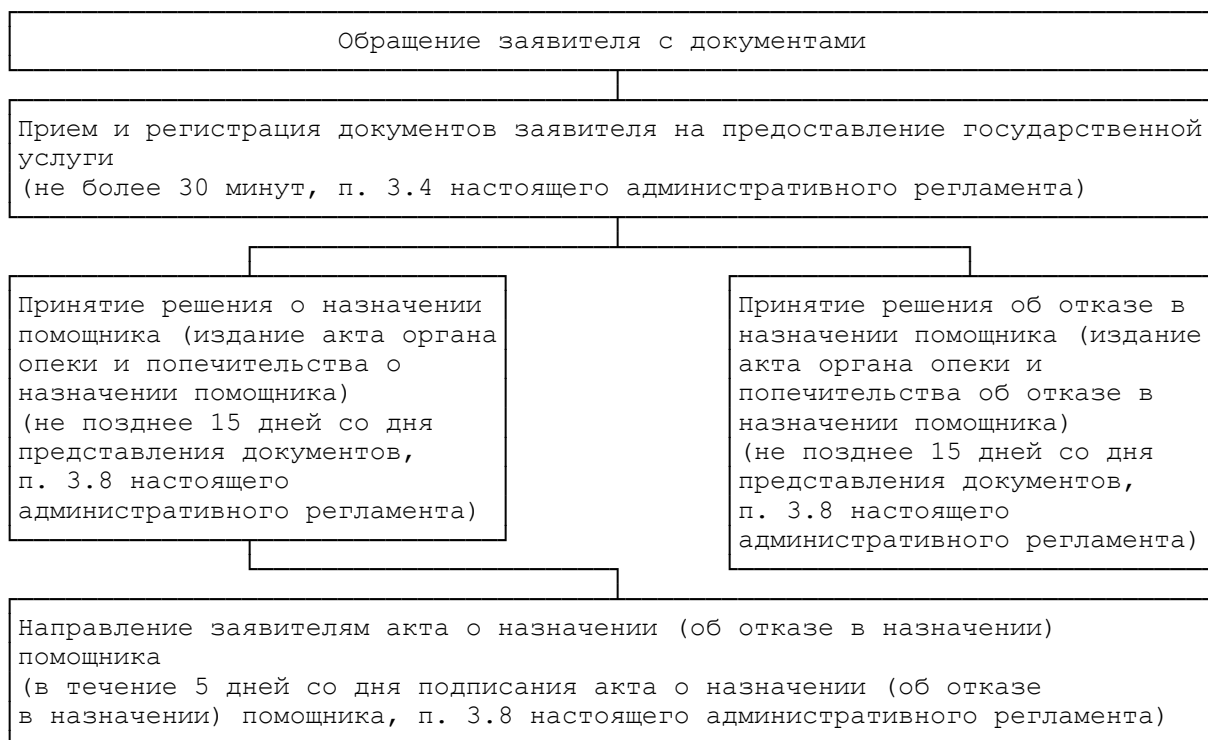 Обращение заявителя с документами
Прием и регистрация документов заявителя на предоставление государственной
услуги
(не более 30 минут, п. 3.4 настоящего административного регламента)
Принятие решения о назначении
помощника (издание акта органа
опеки и попечительства о
назначении помощника)
(не позднее 15 дней со дня
представления документов,
п. 3.8 настоящего
административного регламента)
Принятие решения об отказе в
назначении помощника (издание
акта органа опеки и
попечительства об отказе в
назначении помощника)
(не позднее 15 дней со дня
представления документов,
п. 3.8 настоящего
административного регламента)
Направление заявителям акта о назначении (об отказе в назначении)
помощника
(в течение 5 дней со дня подписания акта о назначении (об отказе
в назначении) помощника, п. 3.8 настоящего административного регламента)